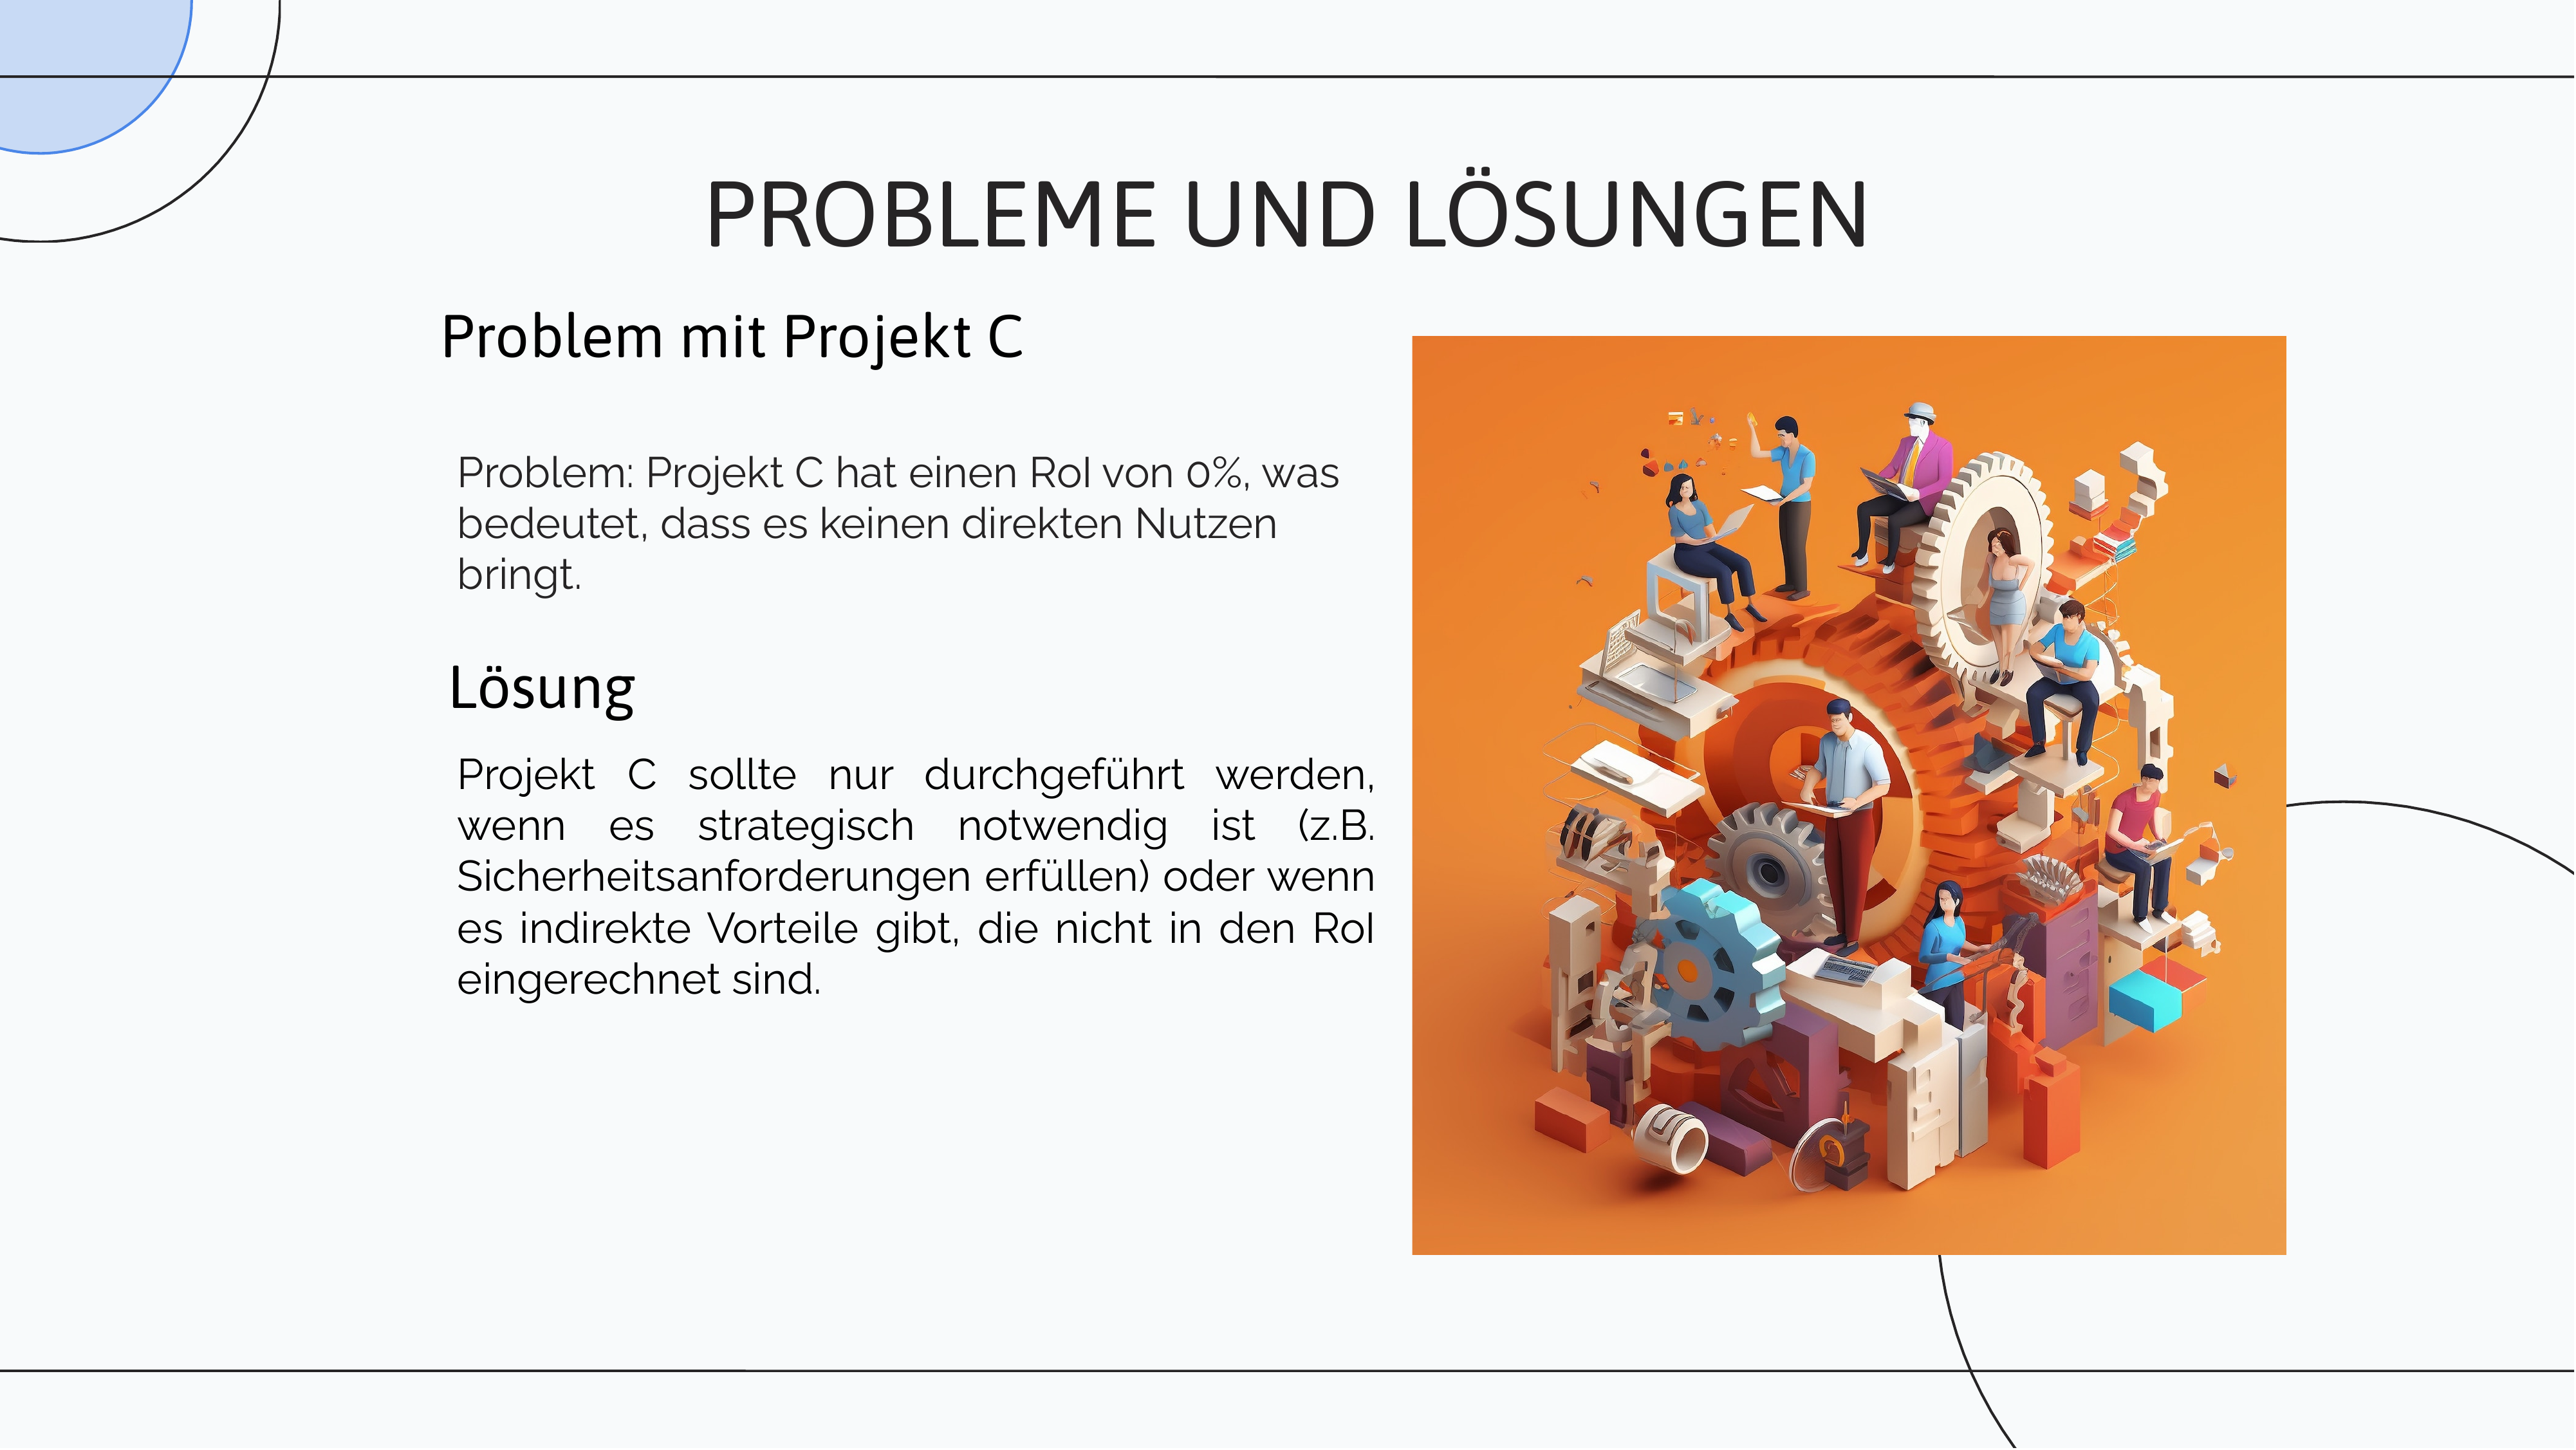 PROBLEME UND LÖSUNGEN
Problem mit Projekt C
Problem: Projekt C hat einen RoI von 0%, was
bedeutet, dass es keinen direkten Nutzen
bringt.
Lösung
Projekt C sollte nur durchgeführt werden,
wenn es strategisch notwendig ist (z.B.
Sicherheitsanforderungen erfüllen) oder wenn
es indirekte Vorteile gibt, die nicht in den RoI
eingerechnet sind.